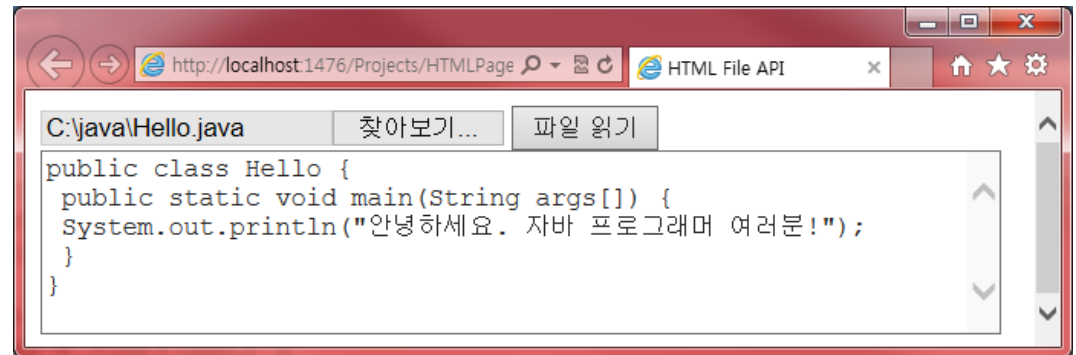 http://localhost:1476/Projects/HTMLPage
HTML File API
C:\java\Hello.java 찾아보기... 파일 읽기
public class Hello {
 public static void main(String args[]) {
 System.out.println("안녕하세요. 자바 프로그래머 여러분!");
 }
}